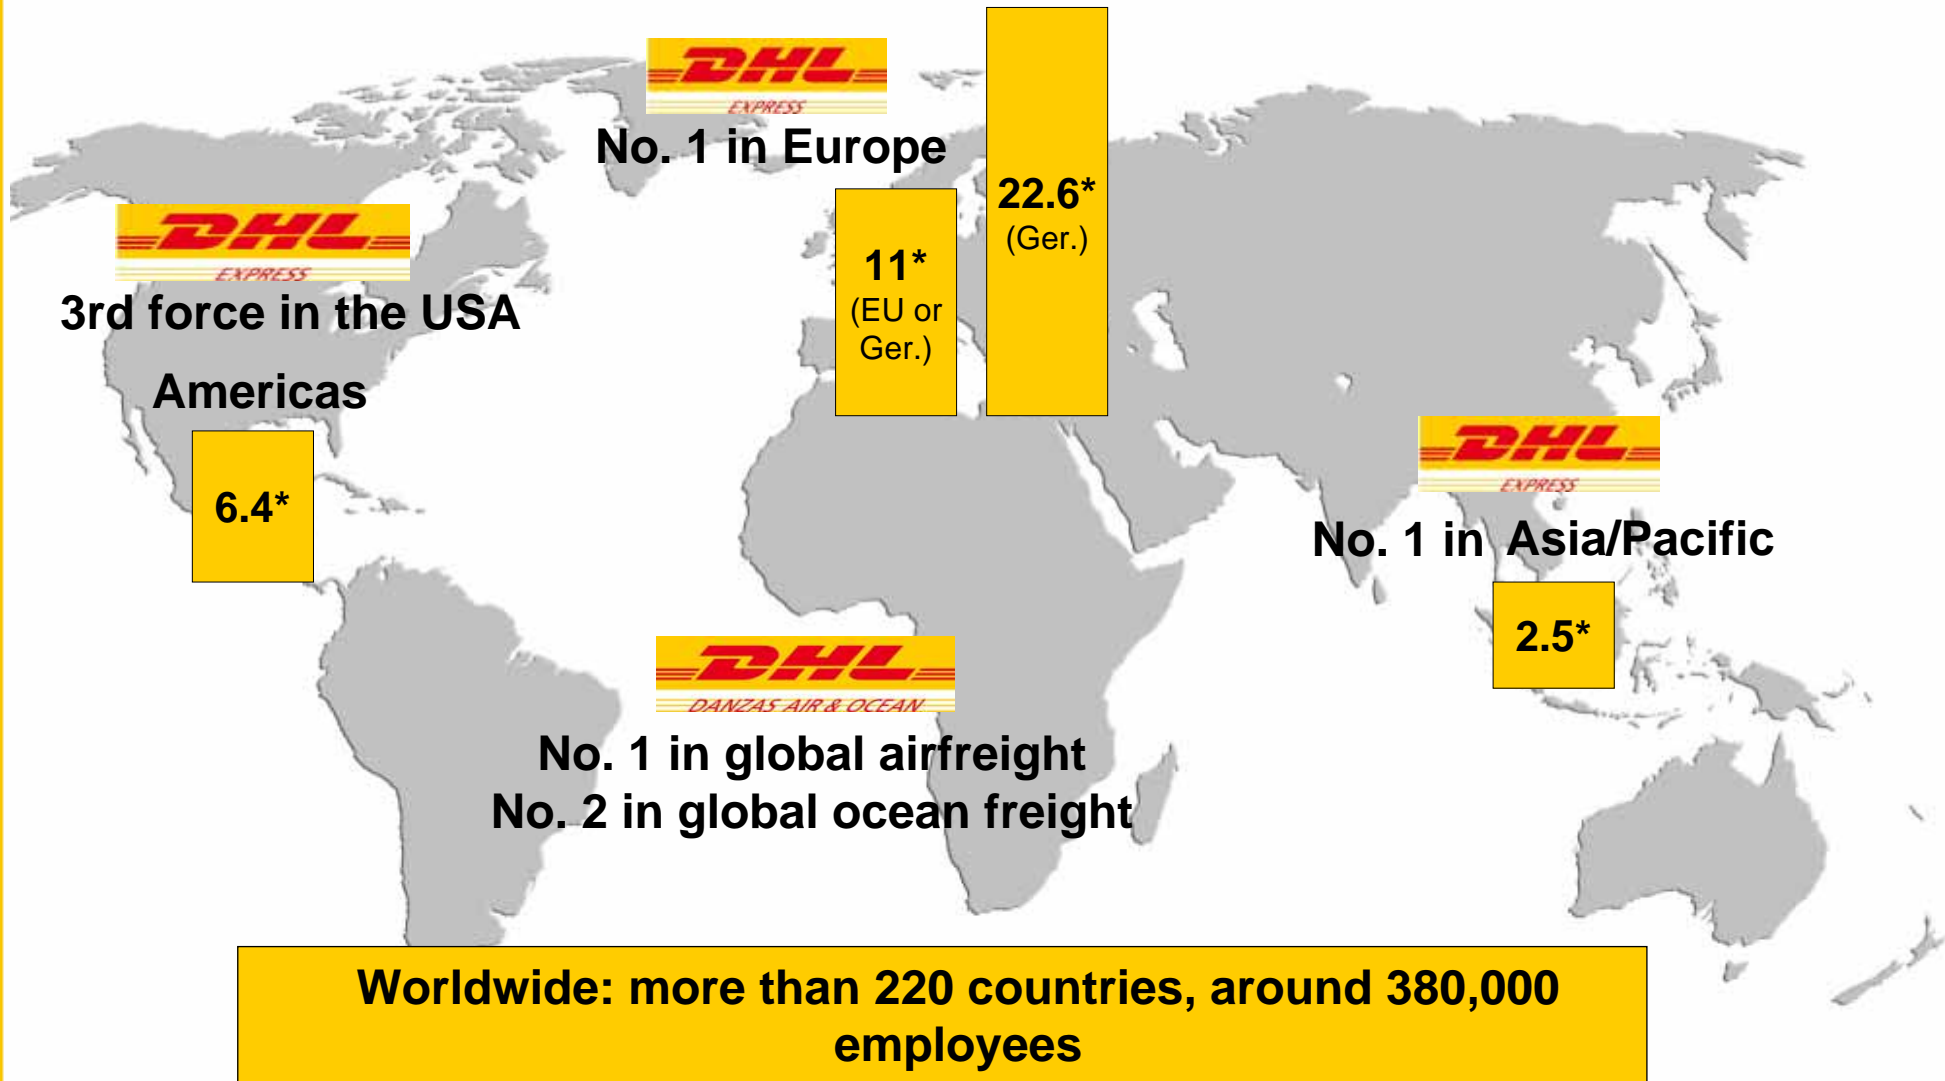 DHL
EXPRESS
No. 1 in Europe
22.6*
(Ger.)
11*
(EU or
Ger.)
DHL
EXPRESS
3rd force in the USA
Americas
6.4*
DHL
EXPRESS
No. 1 in Asia/Pacific
2.5*
DHL
DANZAS AIR & OCEAN
No. 1 in global airfreight
No. 2 in global ocean freight
Worldwide: more than 220 countries, around 380,000
employees